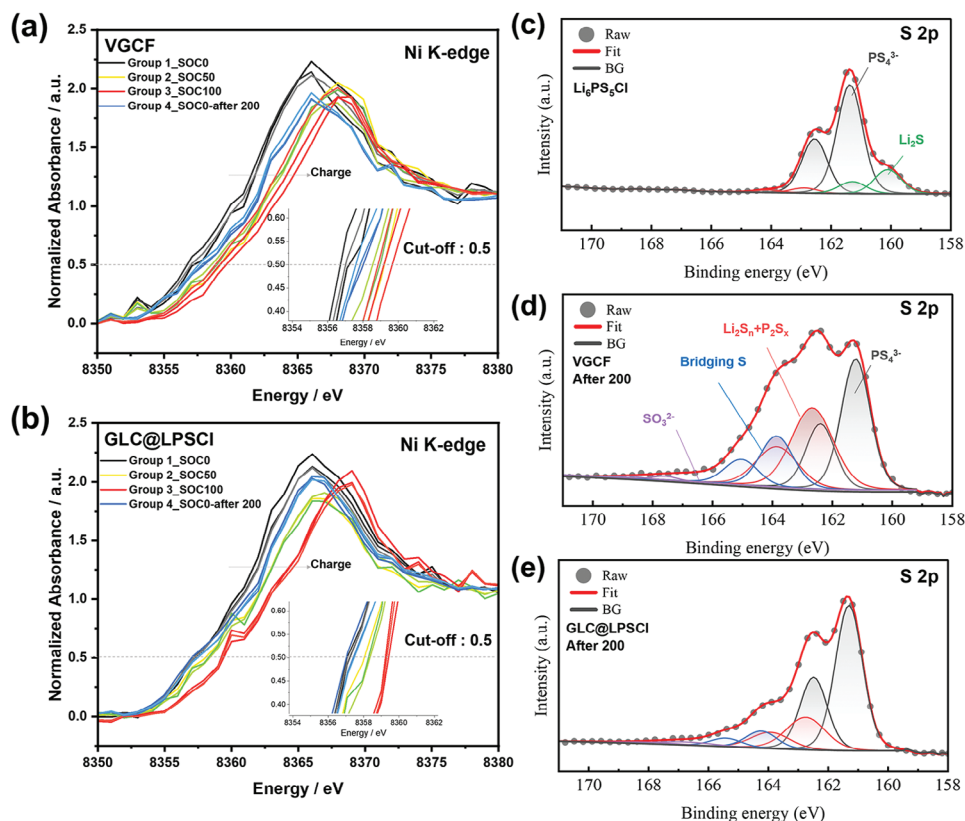 (a)
VGCF
Ni K-edge
Group 1_SOC0
Group 2_SOC50
Group 3_SOC100
Group 4_SOC0-after 200
Charge
Cut-off : 0.5
0.60
0.55
0.50
0.45
0.40
8354 8356 8358 8360 8362
Energy / eV
Normalized Absorbance / a.u.
2.5
2.0
1.5
1.0
0.5
0.0
8350 8355 8360 8365 8370 8375 8380
Energy / eV
(b)
GLC@LPSCl
Ni K-edge
Group 1_SOC0
Group 2_SOC50
Group 3_SOC100
Group 4_SOC0-after 200
Charge
Cut-off : 0.5
0.60
0.55
0.50
0.45
0.40
8354 8356 8358 8360 8362
Energy / eV
Normalized Absorbance / a.u.
2.5
2.0
1.5
1.0
0.5
0.0
8350 8355 8360 8365 8370 8375 8380
Energy / eV
(c)
S 2p
Raw
Fit
BG
Li₆PS₅Cl
PS₄³⁻
Li₂S
Intensity (a.u.)
170 168 166 164 162 160 158
Binding energy (eV)
(d)
S 2p
Raw
Fit
BG
VGCF
After 200
Li₂Sₙ+P₂Sₓ
Bridging S
PS₄³⁻
SO₃²⁻
Intensity (a.u.)
170 168 166 164 162 160 158
Binding energy (eV)
(e)
S 2p
Raw
Fit
BG
GLC@LPSCl
After 200
Intensity (a.u.)
170 168 166 164 162 160 158
Binding energy (eV)